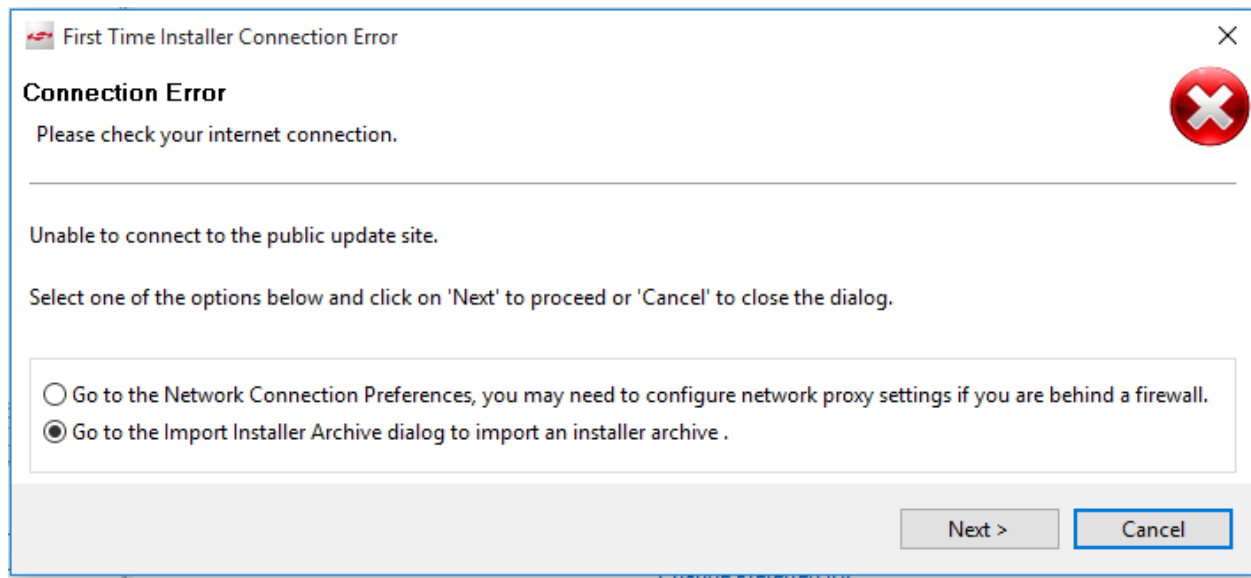 First Time Installer Connection Error
Connection Error
Please check your internet connection.
Unable to connect to the public update site.
Select one of the options below and click on 'Next' to proceed or 'Cancel' to close the dialog.
Go to the Network Connection Preferences, you may need to configure network proxy settings if you are behind a firewall.
Go to the Import Installer Archive dialog to import an installer archive .
Next > Cancel